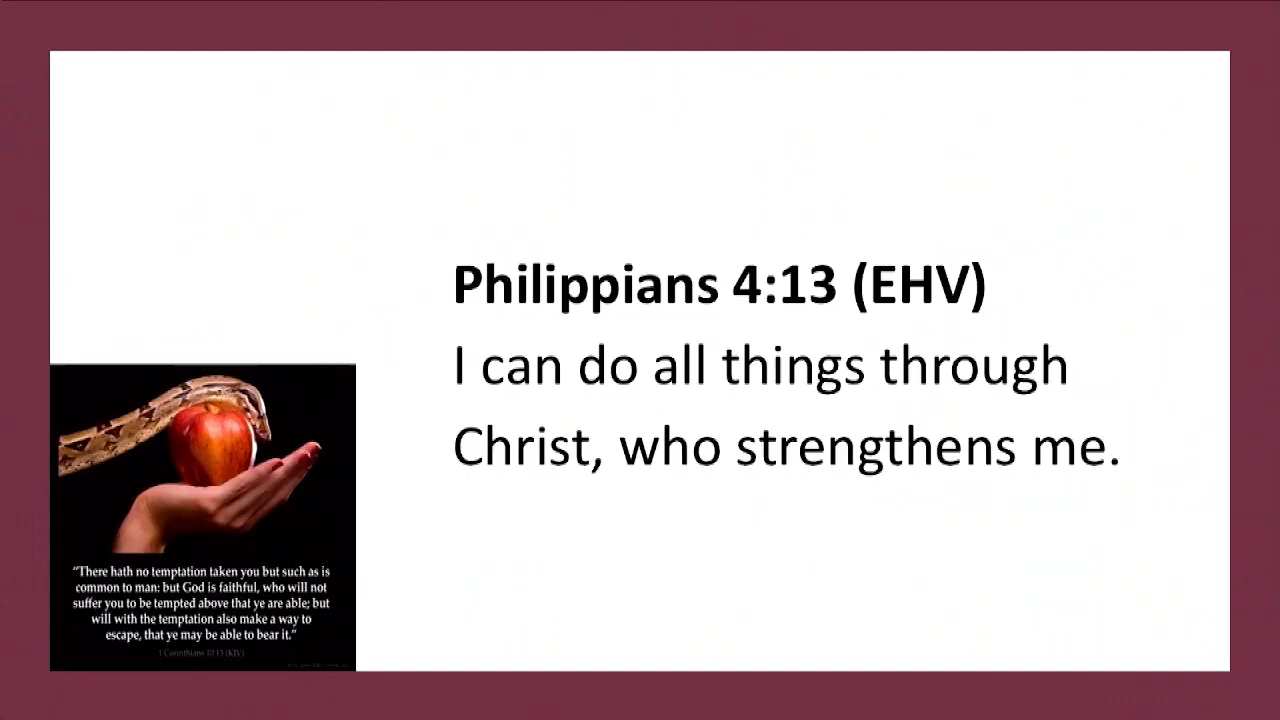 Philippians 4:13 (EHV)
I can do all things through
Christ, who strengthens me.
“There hath no temptation taken you but such as is
common to man: but God is faithful, who will not
suffer you to be tempted above that ye are able; but
will with the temptation also make a way to
escape, that ye may be able to bear it.”
1 Corinthians 10:13 (KJV)